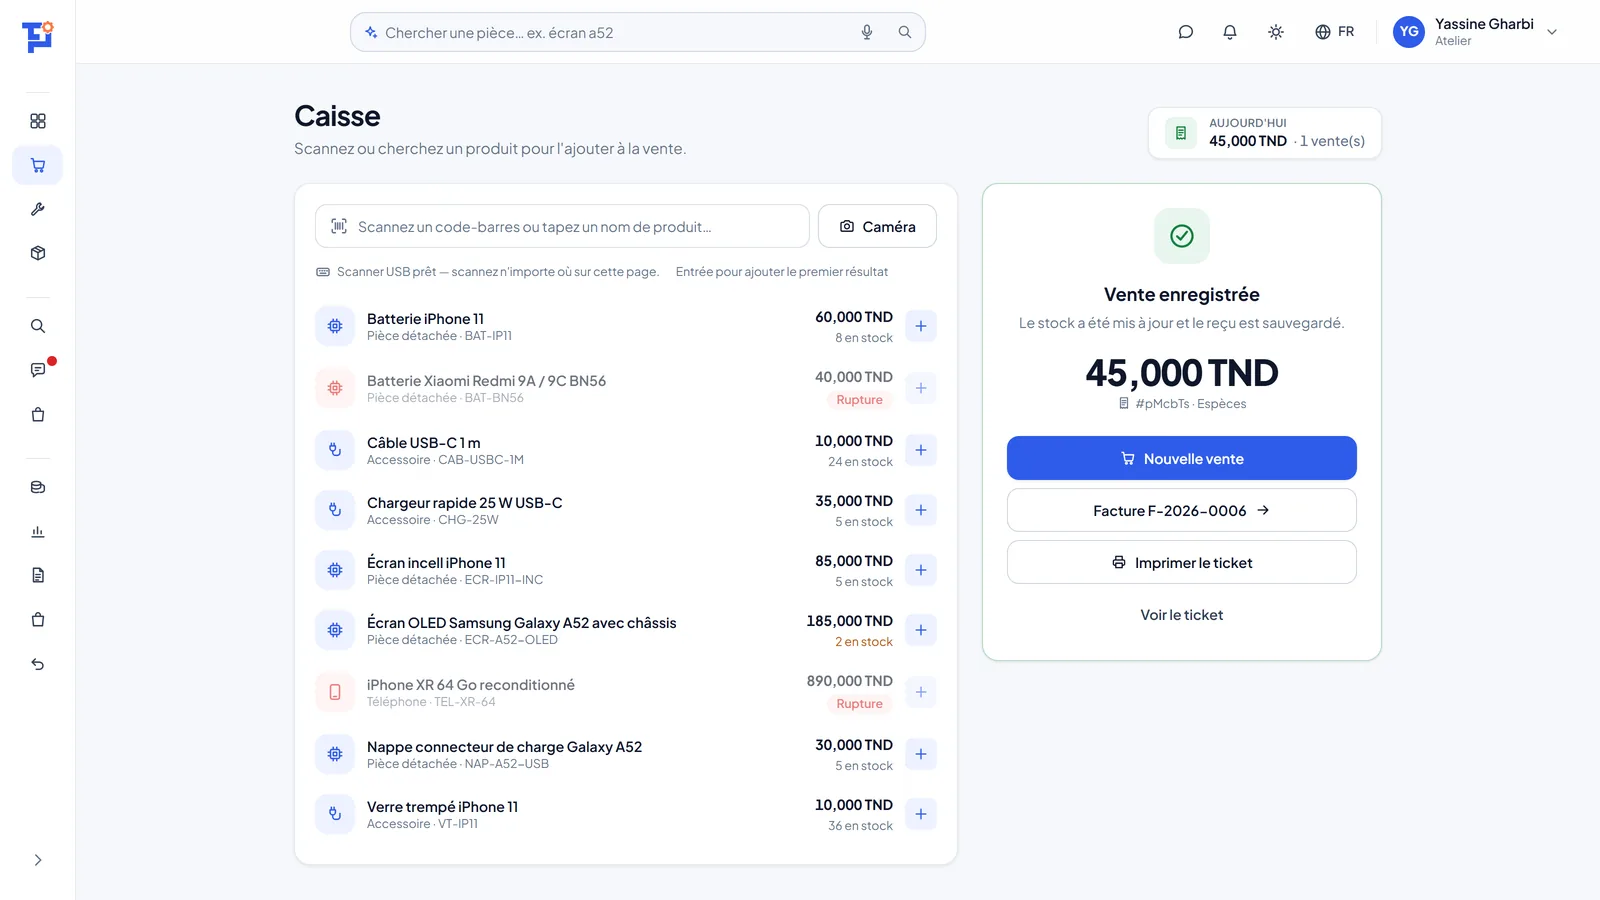 Chercher une pièce... ex. écran a52
FR
YG
Yassine Gharbi
Atelier
Caisse
Scannez ou cherchez un produit pour l'ajouter à la vente.
AUJOURD'HUI
45,000 TND · 1 vente(s)
Scannez un code-barres ou tapez un nom de produit...
Caméra
Scanner USB prêt — scannez n'importe où sur cette page. Entrée pour ajouter le premier résultat
Batterie iPhone 11
Pièce détachée · BAT-IP11
60,000 TND
8 en stock
Batterie Xiaomi Redmi 9A / 9C BN56
Pièce détachée · BAT-BN56
40,000 TND
Rupture
Câble USB-C 1 m
Accessoire · CAB-USBC-1M
10,000 TND
24 en stock
Chargeur rapide 25 W USB-C
Accessoire · CHG-25W
35,000 TND
5 en stock
Écran incell iPhone 11
Pièce détachée · ECR-IP11-INC
85,000 TND
5 en stock
Écran OLED Samsung Galaxy A52 avec châssis
Pièce détachée · ECR-A52-OLED
185,000 TND
2 en stock
iPhone XR 64 Go reconditionné
Téléphone · TEL-XR-64
890,000 TND
Rupture
Nappe connecteur de charge Galaxy A52
Pièce détachée · NAP-A52-USB
30,000 TND
5 en stock
Verre trempé iPhone 11
Accessoire · VT-IP11
10,000 TND
36 en stock
Vente enregistrée
Le stock a été mis à jour et le reçu est sauvegardé.
45,000 TND
#pMcbTs · Espèces
Nouvelle vente
Facture F-2026-0006 →
Imprimer le ticket
Voir le ticket